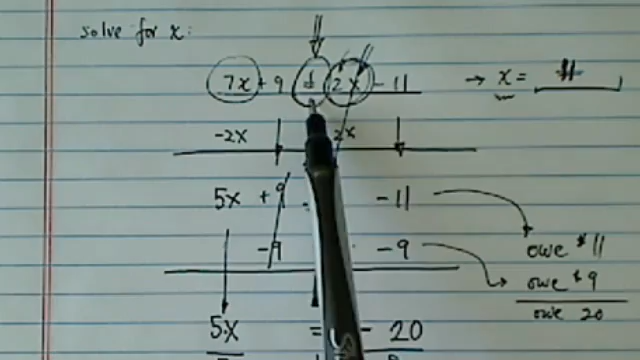 solve for x:
7x + 9 = 2x - 11 → x = #
-2x 2x
5x + 9 - 11
- 9 - 9 owe $11
owe $9
owe 20
5x = - 20